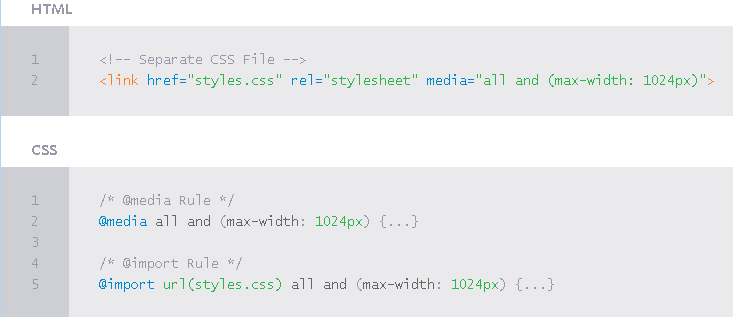 HTML
1 <!-- Separate CSS File -->
2 <link href="styles.css" rel="stylesheet" media="all and (max-width: 1024px)">
CSS
1 /* @media Rule */
2 @media all and (max-width: 1024px) {...}
3
4 /* @import Rule */
5 @import url(styles.css) all and (max-width: 1024px) {...}